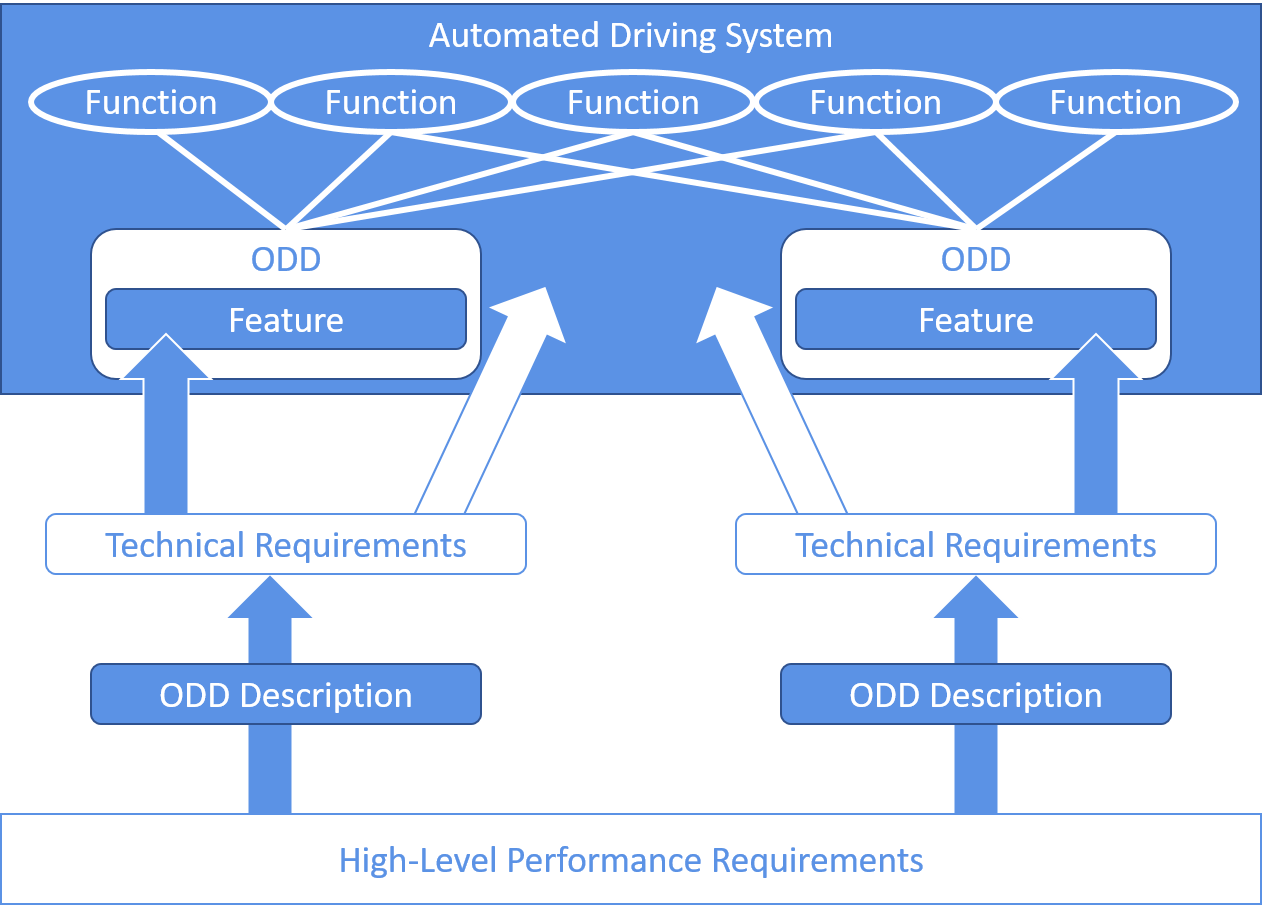 Automated Driving System
Function Function Function Function Function
ODD ODD
Feature Feature
Technical Requirements Technical Requirements
ODD Description ODD Description
High-Level Performance Requirements